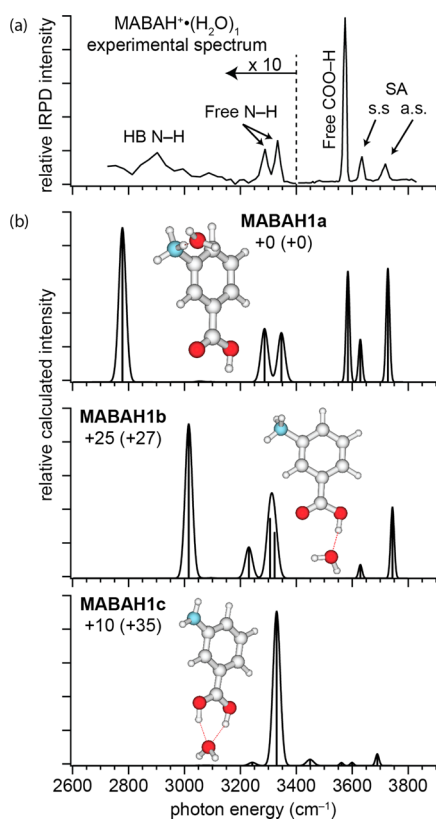 (a)
MABAH⁺•(H₂O)₁
experimental spectrum
x 10
Free N–H
HB N–H
Free COO–H
SA
s.s a.s.
relative IRPD intensity
(b)
MABAH1a
+0 (+0)
MABAH1b
+25 (+27)
MABAH1c
+10 (+35)
relative calculated intensity
2600 2800 3000 3200 3400 3600 3800
photon energy (cm⁻¹)